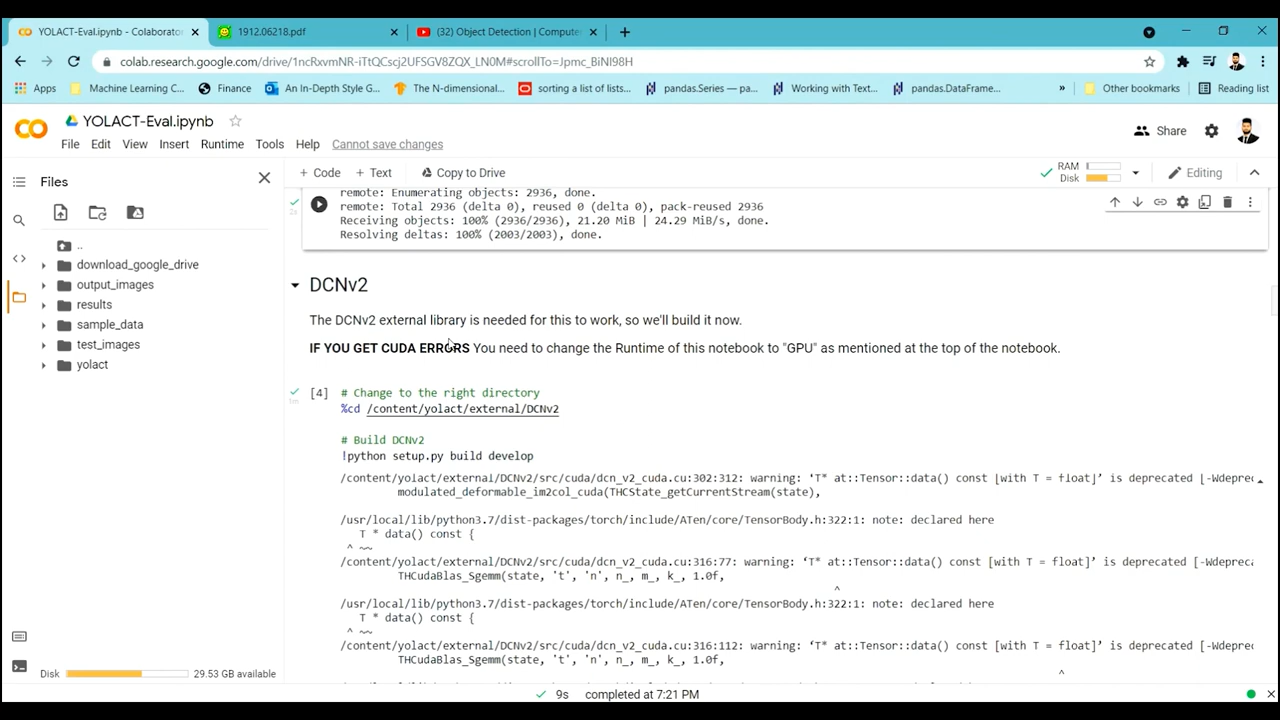 YOLACT-Eval.ipynb - Colaborato
1912.06218.pdf
(32) Object Detection | Compute
colab.research.google.com/drive/1ncRxvmNR-iTtQCscj2UFSGV8ZQX_LN0M#scrollTo=Jpmc_BiNI98H
Apps
Machine Learning C...
Finance
An In-Depth Style G...
The N-dimensional...
sorting a list of lists...
pandas.Series — pa...
Working with Text...
pandas.DataFrame...
»
Other bookmarks
Reading list
YOLACT-Eval.ipynb
File Edit View Insert Runtime Tools Help Cannot save changes
Share
+ Code + Text Copy to Drive
RAM
Disk
Editing
Files
..
download_google_drive
output_images
results
sample_data
test_images
yolact
Disk 29.53 GB available
2s
remote: Enumerating objects: 2936, done.
remote: Total 2936 (delta 0), reused 0 (delta 0), pack-reused 2936
Receiving objects: 100% (2936/2936), 21.20 MiB | 24.29 MiB/s, done.
Resolving deltas: 100% (2003/2003), done.
DCNv2
The DCNv2 external library is needed for this to work, so we'll build it now.
IF YOU GET CUDA ERRORS You need to change the Runtime of this notebook to "GPU" as mentioned at the top of the notebook.
[4] # Change to the right directory
1m
%cd /content/yolact/external/DCNv2
# Build DCNv2
!python setup.py build develop
/content/yolact/external/DCNv2/src/cuda/dcn_v2_cuda.cu:302:312: warning: ‘T* at::Tensor::data() const [with T = float]’ is deprecated [-Wdeprec
modulated_deformable_im2col_cuda(THCState_getCurrentStream(state),
/usr/local/lib/python3.7/dist-packages/torch/include/ATen/core/TensorBody.h:322:1: note: declared here
T * data() const {
^ ~~
/content/yolact/external/DCNv2/src/cuda/dcn_v2_cuda.cu:316:77: warning: ‘T* at::Tensor::data() const [with T = float]’ is deprecated [-Wdepreca
THCudaBlas_Sgemm(state, 't', 'n', n_, m_, k_, 1.0f,
^
/usr/local/lib/python3.7/dist-packages/torch/include/ATen/core/TensorBody.h:322:1: note: declared here
T * data() const {
^ ~~
/content/yolact/external/DCNv2/src/cuda/dcn_v2_cuda.cu:316:112: warning: ‘T* at::Tensor::data() const [with T = float]’ is deprecated [-Wdeprec
THCudaBlas_Sgemm(state, 't', 'n', n_, m_, k_, 1.0f,
^
9s completed at 7:21 PM